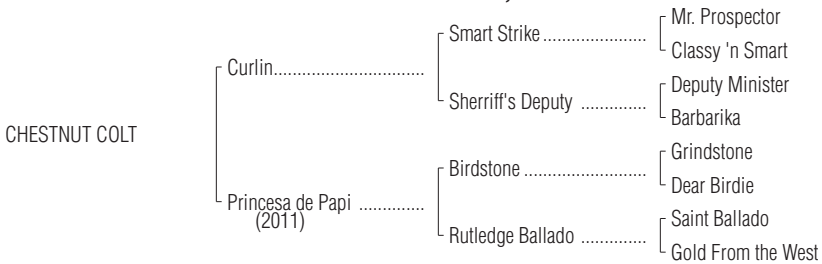 Mr. Prospector
Smart Strike
Classy 'n Smart
Curlin
Deputy Minister
Sherriff's Deputy
Barbarika
CHESTNUT COLT
Grindstone
Birdstone
Dear Birdie
Princesa de Papi
(2011)
Saint Ballado
Rutledge Ballado
Gold From the West